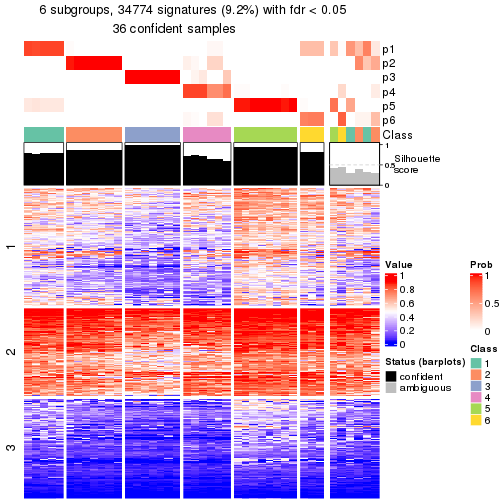 6 subgroups, 34774 signatures (9.2%) with fdr < 0.05
36 confident samples
p1
p2
p3
p4
p5
p6
Class
1
0.5
0
Silhouette
score
1
2
3
Value
1
0.8
0.6
0.4
0.2
0
Status (barplots)
confident
ambiguous
Prob
1
0.5
0
Class
1
2
3
4
5
6